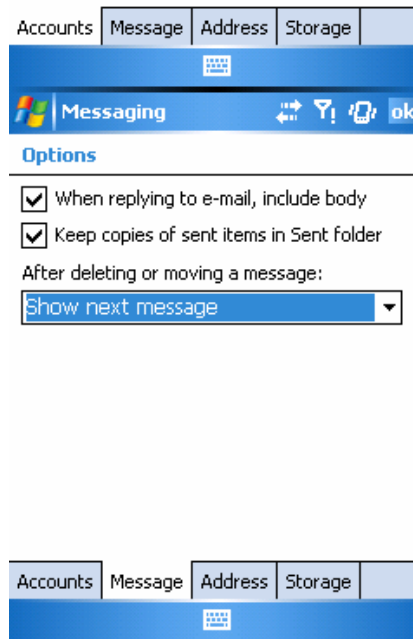 Accounts Message Address Storage
Messaging ok
Options
When replying to e-mail, include body
Keep copies of sent items in Sent folder
After deleting or moving a message:
Show next message
Accounts Message Address Storage